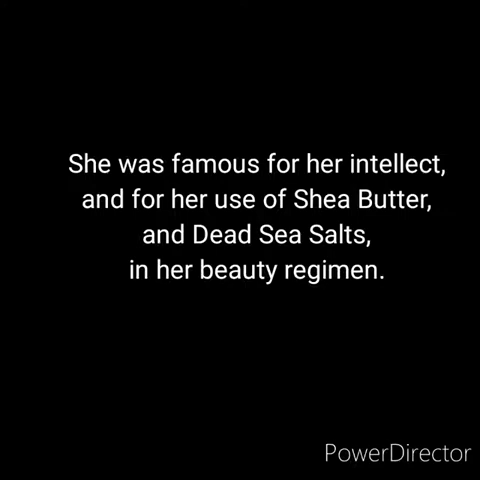 She was famous for her intellect,
and for her use of Shea Butter,
and Dead Sea Salts,
in her beauty regimen.
PowerDirector